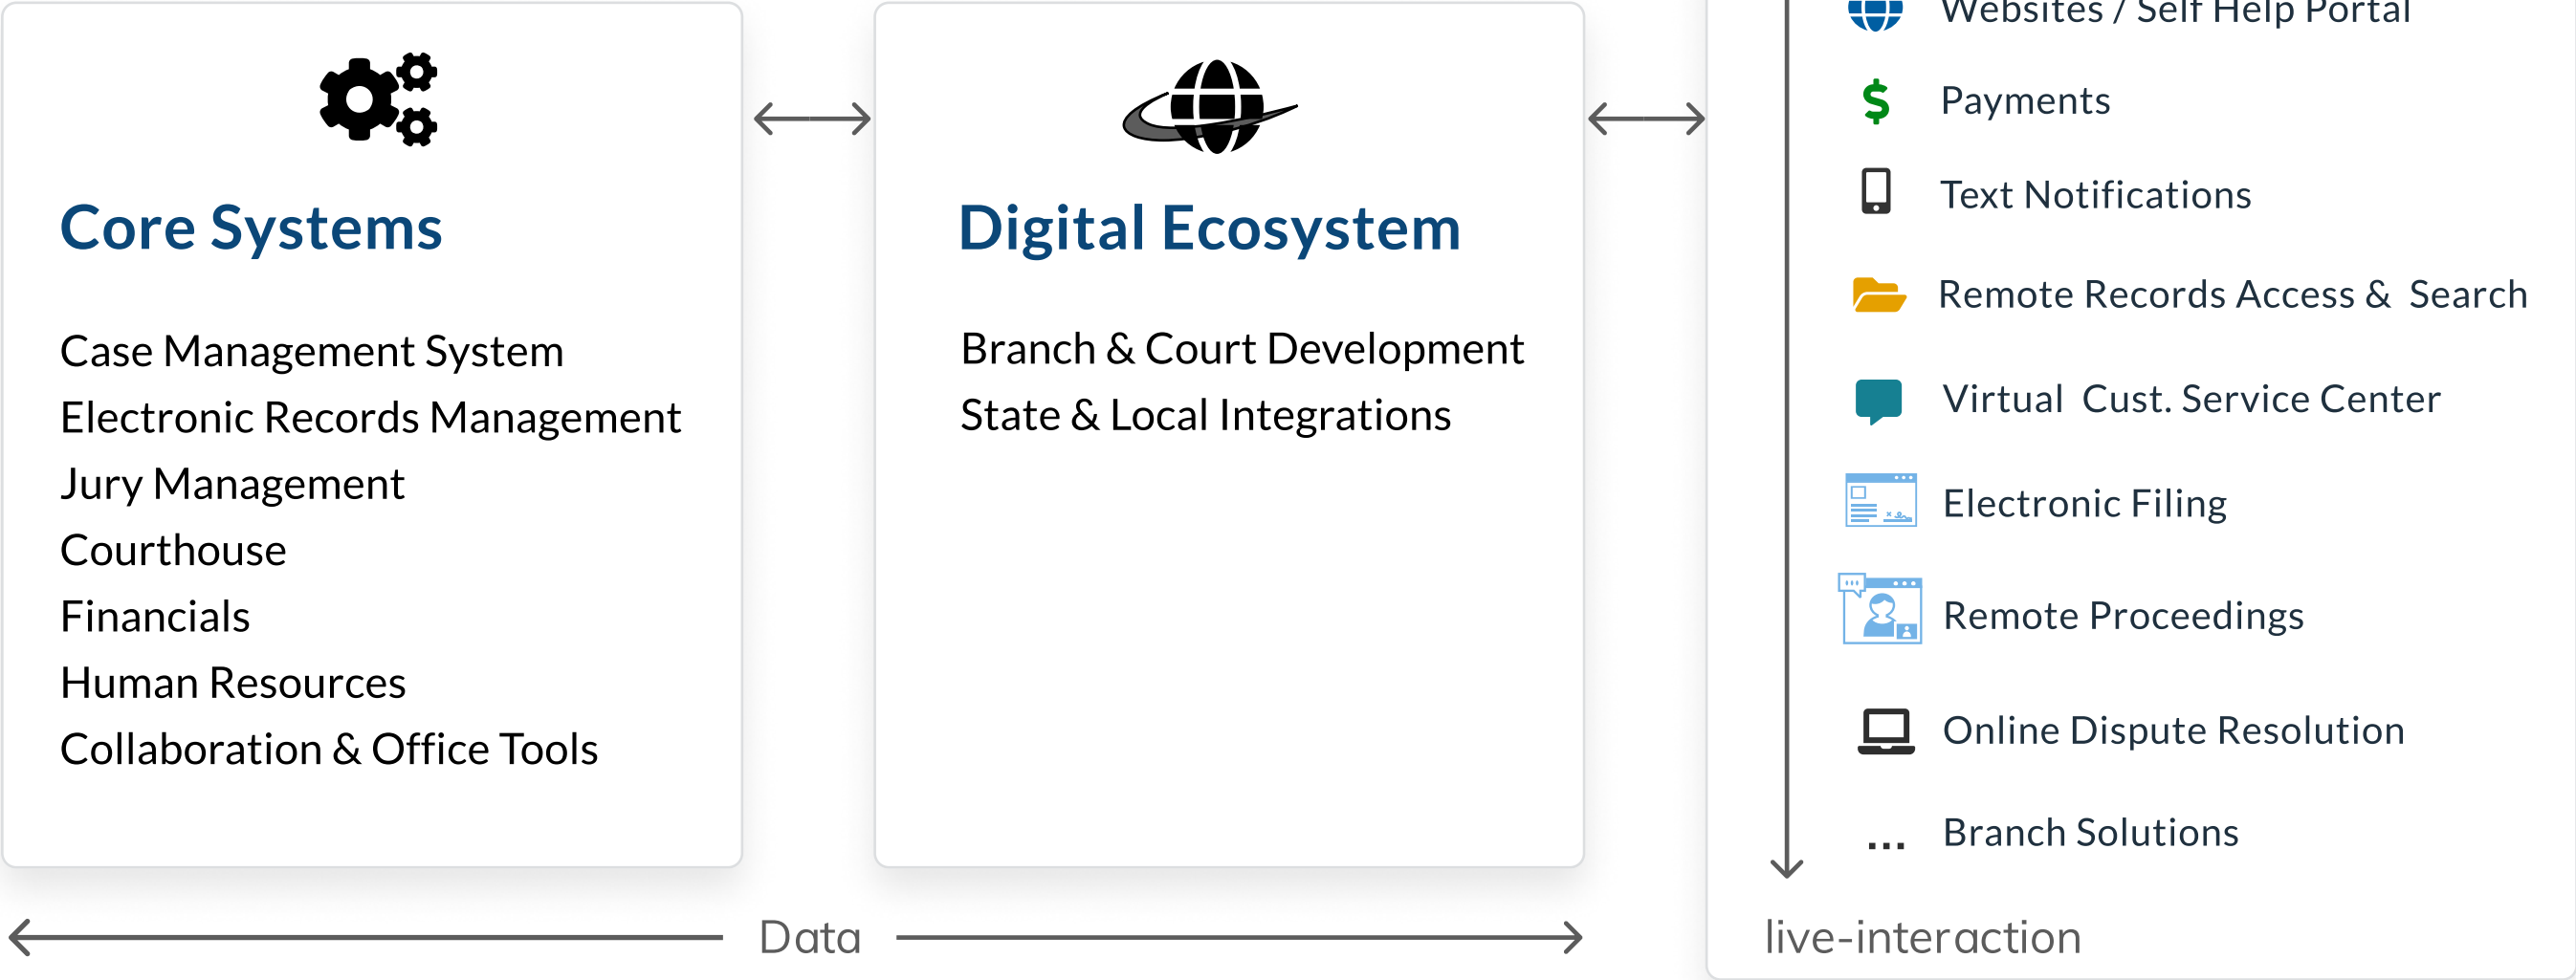 Core Systems
Case Management System
Electronic Records Management
Jury Management
Courthouse
Financials
Human Resources
Collaboration & Office Tools
Digital Ecosystem
Branch & Court Development
State & Local Integrations
Data
Websites / Self Help Portal
Payments
Text Notifications
Remote Records Access & Search
Virtual Cust. Service Center
Electronic Filing
Remote Proceedings
Online Dispute Resolution
... Branch Solutions
live-interaction